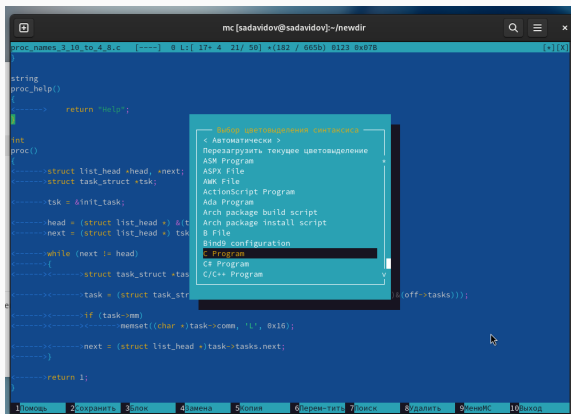 mc [sadavidov@sadavidov]:~/newdir
proc_names_3_10_to_4_8.c [----] 0 L:[ 17+ 4 21/ 50] *(182 / 665b) 0123 0x07B [*][X]
}
string
proc_help()
{
<------> return "Help";
}
int
proc()
{
<------>struct list_head *head, *next;
<------>struct task_struct *tsk;
<------>tsk = &init_task;
<------>head = (struct list_head *) &(t
<------>next = (struct list_head *) tsk
<------>while (next != head)
<------>{
<------><------>struct task_struct *tas
<------><------>task = (struct task_str
)&(off->tasks)));
<------><------>if (task->mm)
<------><------><------>memset((char *)task->comm, 'L', 0x16);
<------><------>next = (struct list_head *)task->tasks.next;
<------>}
<------>return 1;
}
Выбор цветовыделения синтаксиса
< Автоматически >
Перезагрузить текущее цветовыделение
ASM Program
ASPX File
AWK File
ActionScript Program
Ada Program
Arch package build script
Arch package install script
B File
Bind9 configuration
C Program
C# Program
C/C++ Program
1Помощь 2Сохранить 3Блок 4Замена 5Копия 6Перем~тить 7Поиск 8Удалить 9МенюMC 10Выход